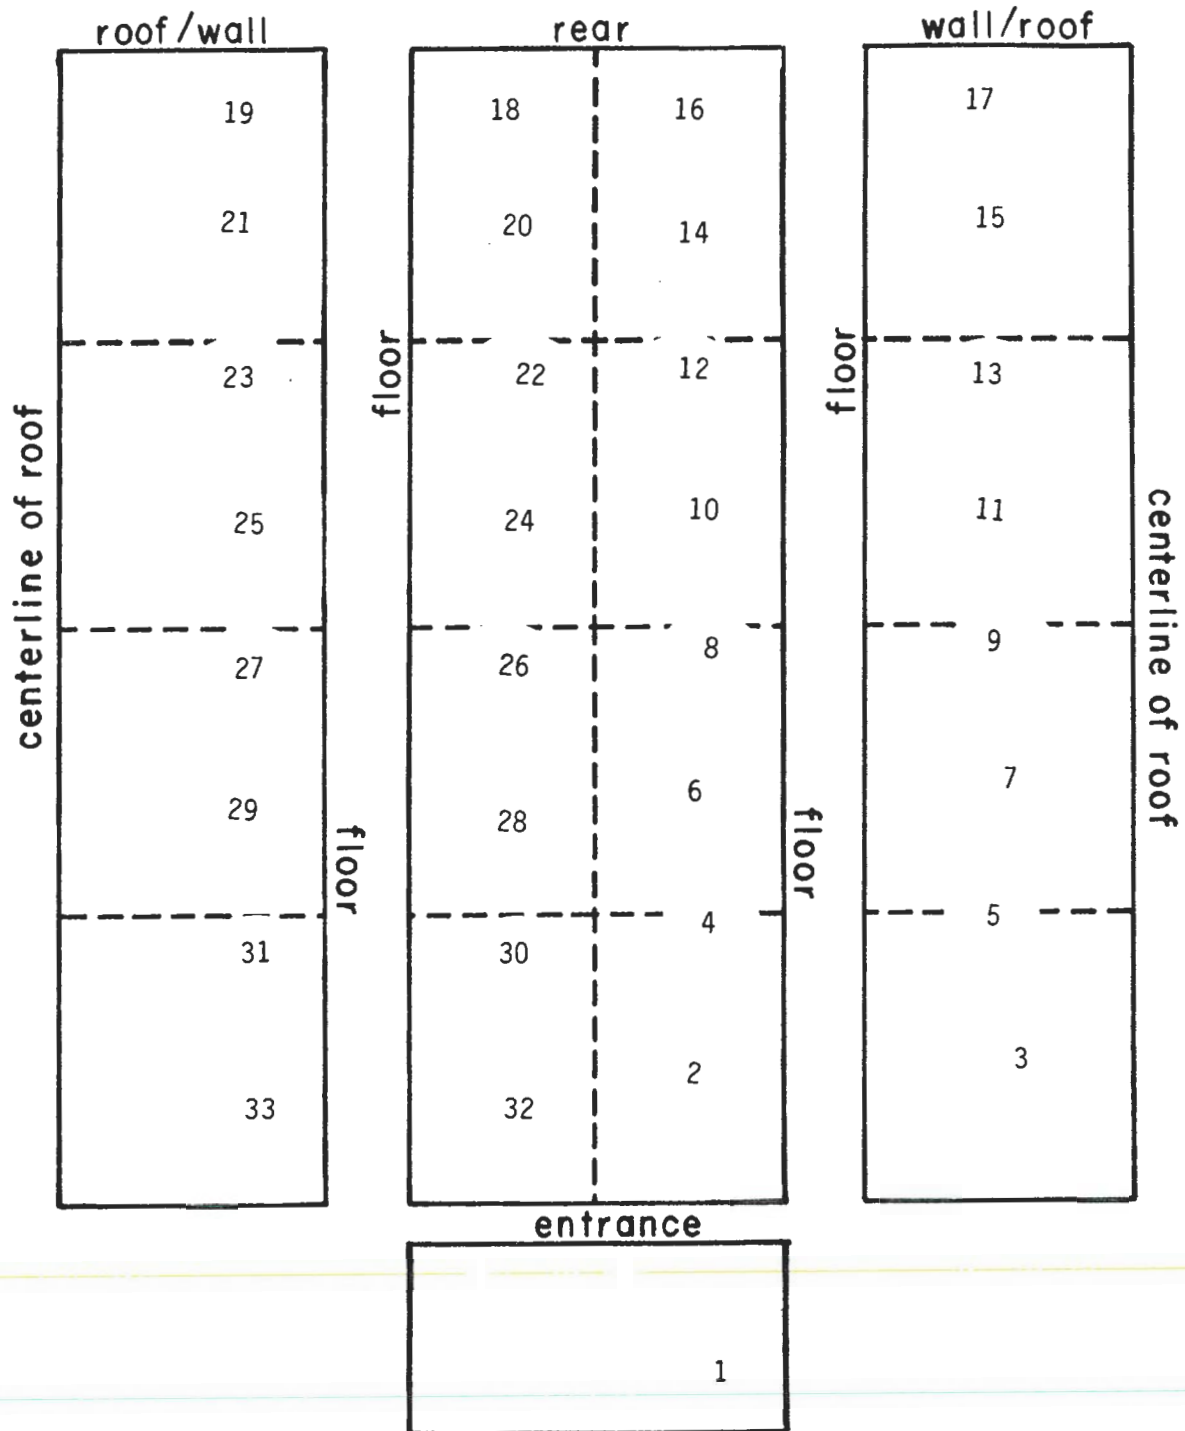 roof/wall rear wall/roof
19 18 16 17
21 20 14 15
floor floor
23 22 12 13
centerline of roof centerline of roof
25 24 10 11
27 26 8 9
29 28 6 7
floor floor
31 30 4 5
33 32 2 3
entrance
1